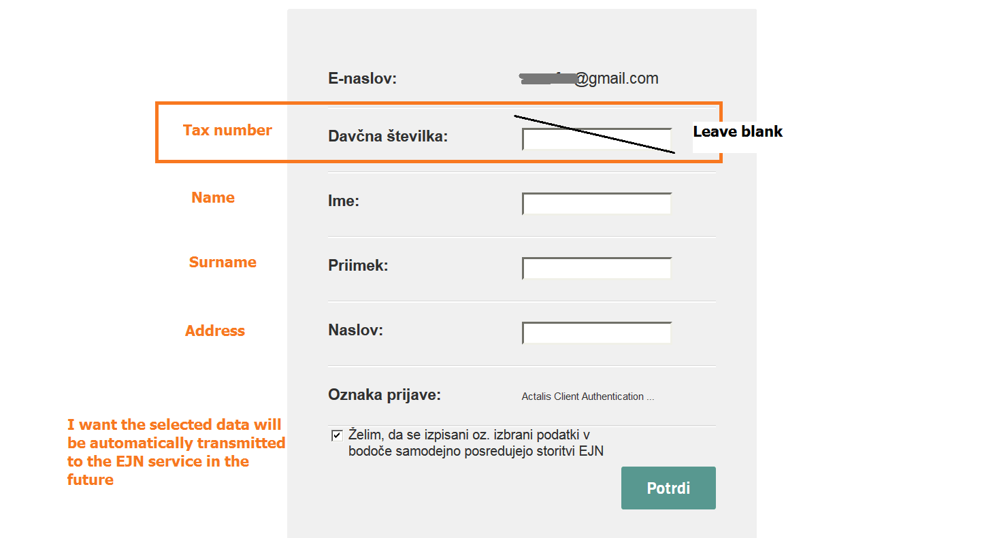 E-naslov:
@gmail.com
Tax number
Davčna številka:
Leave blank
Name
Ime:
Surname
Priimek:
Address
Naslov:
Oznaka prijave:
Actalis Client Authentication ...
I want the selected data will
be automatically transmitted
to the EJN service in the
future
Želim, da se izpisani oz. izbrani podatki v
bodoče samodejno posredujejo storitvi EJN
Potrdi